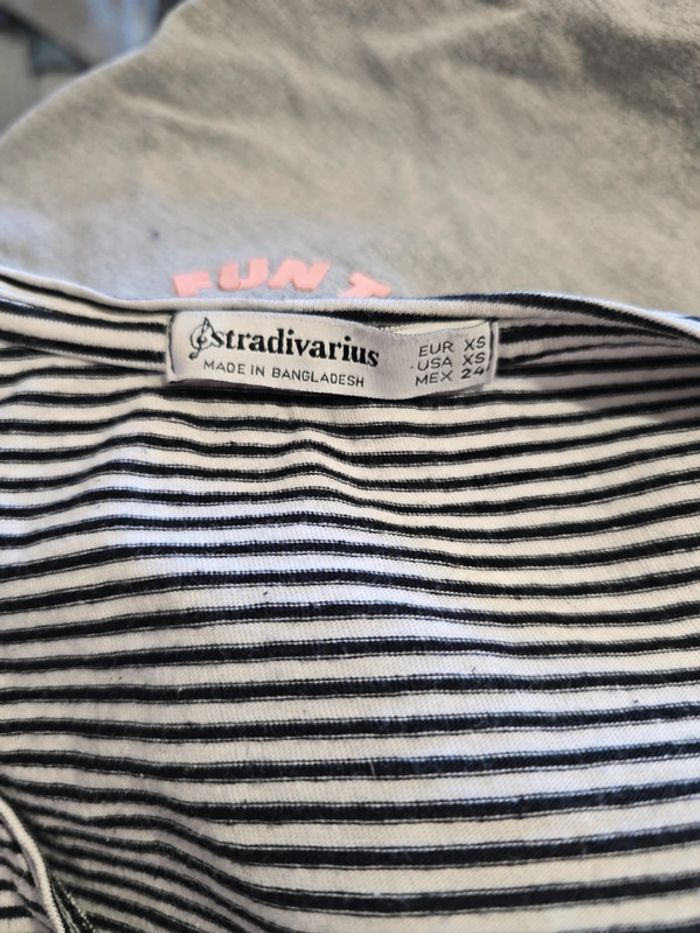 FUN T
stradivarius
MADE IN BANGLADESH
EUR XS
USA XS
MEX 24